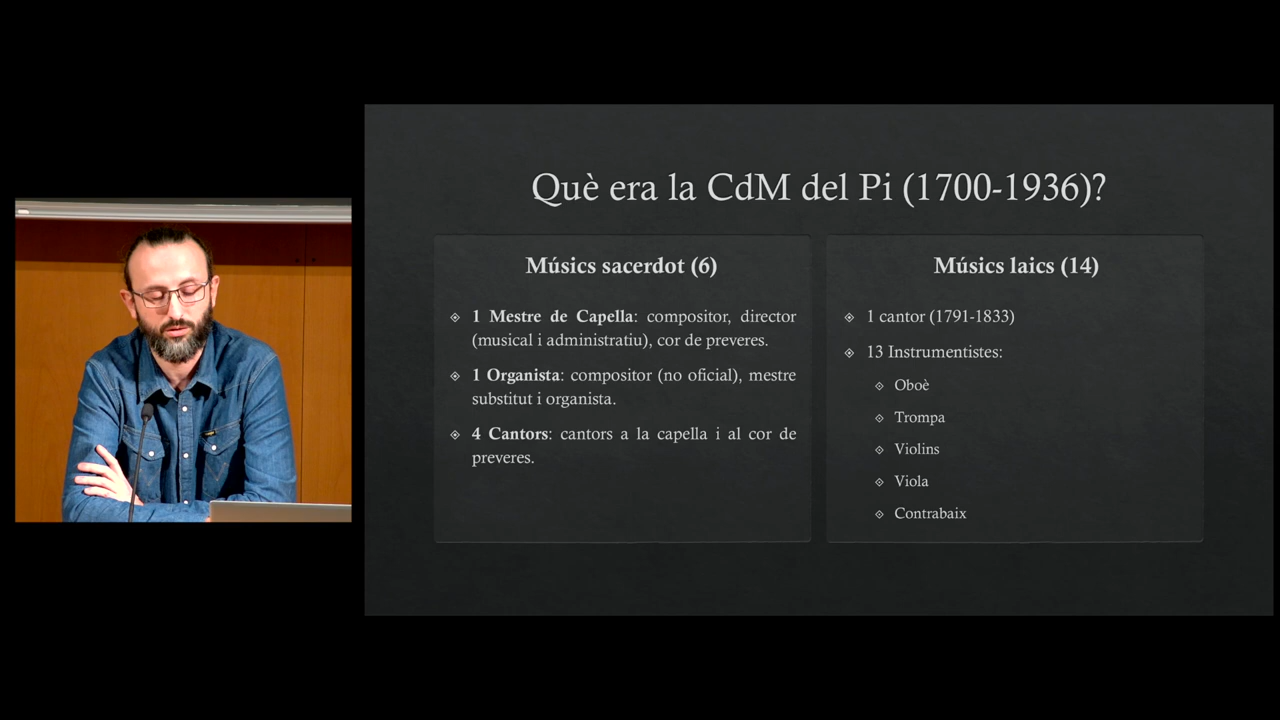 Què era la CdM del Pi (1700-1936)?
Músics sacerdot (6)
1 Mestre de Capella: compositor, director
(musical i administratiu), cor de preveres.
1 Organista: compositor (no oficial), mestre
substitut i organista.
4 Cantors: cantors a la capella i al cor de
preveres.
Músics laics (14)
1 cantor (1791-1833)
13 Instrumentistes:
Oboè
Trompa
Violins
Viola
Contrabaix